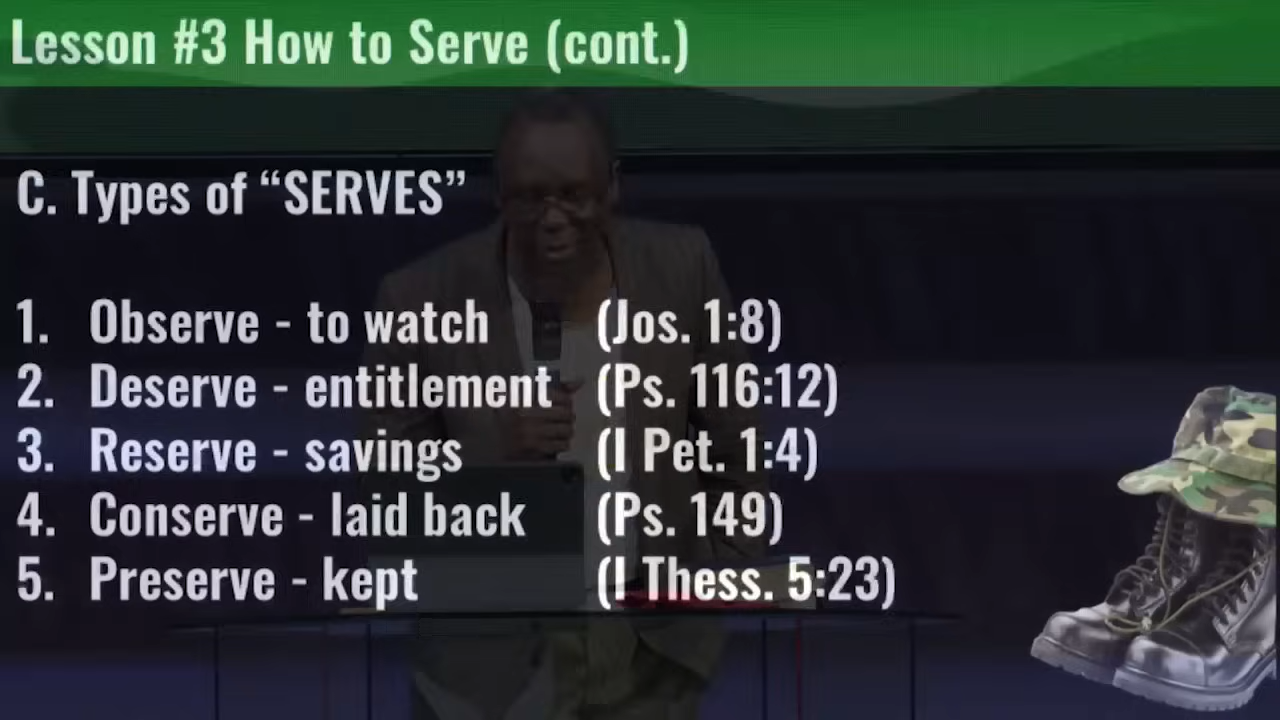 Lesson #3 How to Serve (cont.)
C. Types of “SERVES”
1. Observe - to watch (Jos. 1:8)
2. Deserve - entitlement (Ps. 116:12)
3. Reserve - savings (I Pet. 1:4)
4. Conserve - laid back (Ps. 149)
5. Preserve - kept (I Thess. 5:23)